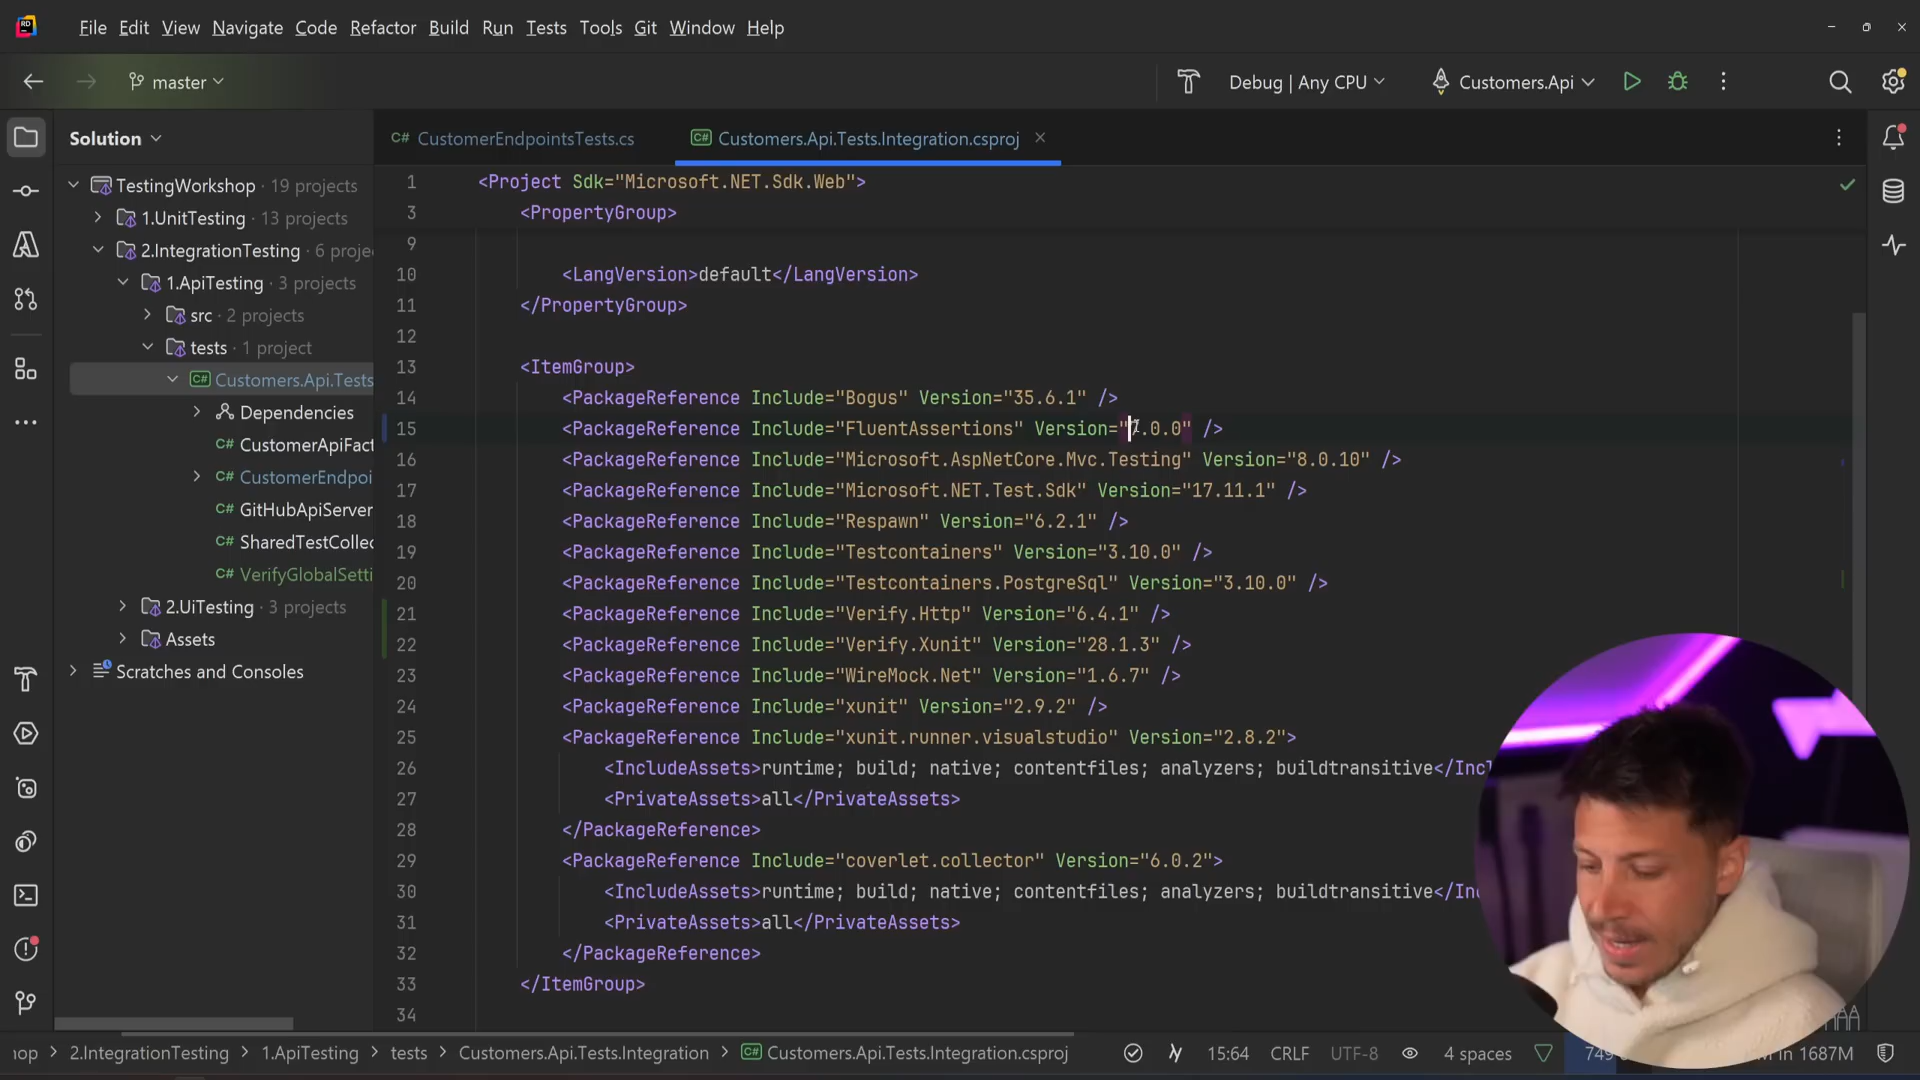 File Edit View Navigate Code Refactor Build Run Tests Tools Git Window Help
master
Debug | Any CPU
Customers.Api
Solution
CustomerEndpointsTests.cs
Customers.Api.Tests.Integration.csproj
TestingWorkshop · 19 projects
1.UnitTesting · 13 projects
2.IntegrationTesting · 6 proje
1.ApiTesting · 3 projects
src · 2 projects
tests · 1 project
C# Customers.Api.Tests
Dependencies
C# CustomerApiFact
C# CustomerEndpoi
C# GitHubApiServer
C# SharedTestCollec
C# VerifyGlobalSetti
2.UiTesting · 3 projects
Assets
Scratches and Consoles
1 <Project Sdk="Microsoft.NET.Sdk.Web">
3 <PropertyGroup>
9
10 <LangVersion>default</LangVersion>
11 </PropertyGroup>
12
13 <ItemGroup>
14 <PackageReference Include="Bogus" Version="35.6.1" />
15 <PackageReference Include="FluentAssertions" Version="7.0.0" />
16 <PackageReference Include="Microsoft.AspNetCore.Mvc.Testing" Version="8.0.10" />
17 <PackageReference Include="Microsoft.NET.Test.Sdk" Version="17.11.1" />
18 <PackageReference Include="Respawn" Version="6.2.1" />
19 <PackageReference Include="Testcontainers" Version="3.10.0" />
20 <PackageReference Include="Testcontainers.PostgreSql" Version="3.10.0" />
21 <PackageReference Include="Verify.Http" Version="6.4.1" />
22 <PackageReference Include="Verify.Xunit" Version="28.1.3" />
23 <PackageReference Include="WireMock.Net" Version="1.6.7" />
24 <PackageReference Include="xunit" Version="2.9.2" />
25 <PackageReference Include="xunit.runner.visualstudio" Version="2.8.2">
26 <IncludeAssets>runtime; build; native; contentfiles; analyzers; buildtransitive</Incl
27 <PrivateAssets>all</PrivateAssets>
28 </PackageReference>
29 <PackageReference Include="coverlet.collector" Version="6.0.2">
30 <IncludeAssets>runtime; build; native; contentfiles; analyzers; buildtransitive</Inc
31 <PrivateAssets>all</PrivateAssets>
32 </PackageReference>
33 </ItemGroup>
34
hop > 2.IntegrationTesting > 1.ApiTesting > tests > Customers.Api.Tests.Integration > Customers.Api.Tests.Integration.csproj 15:64 CRLF UTF-8 4 spaces 749 in 1687M